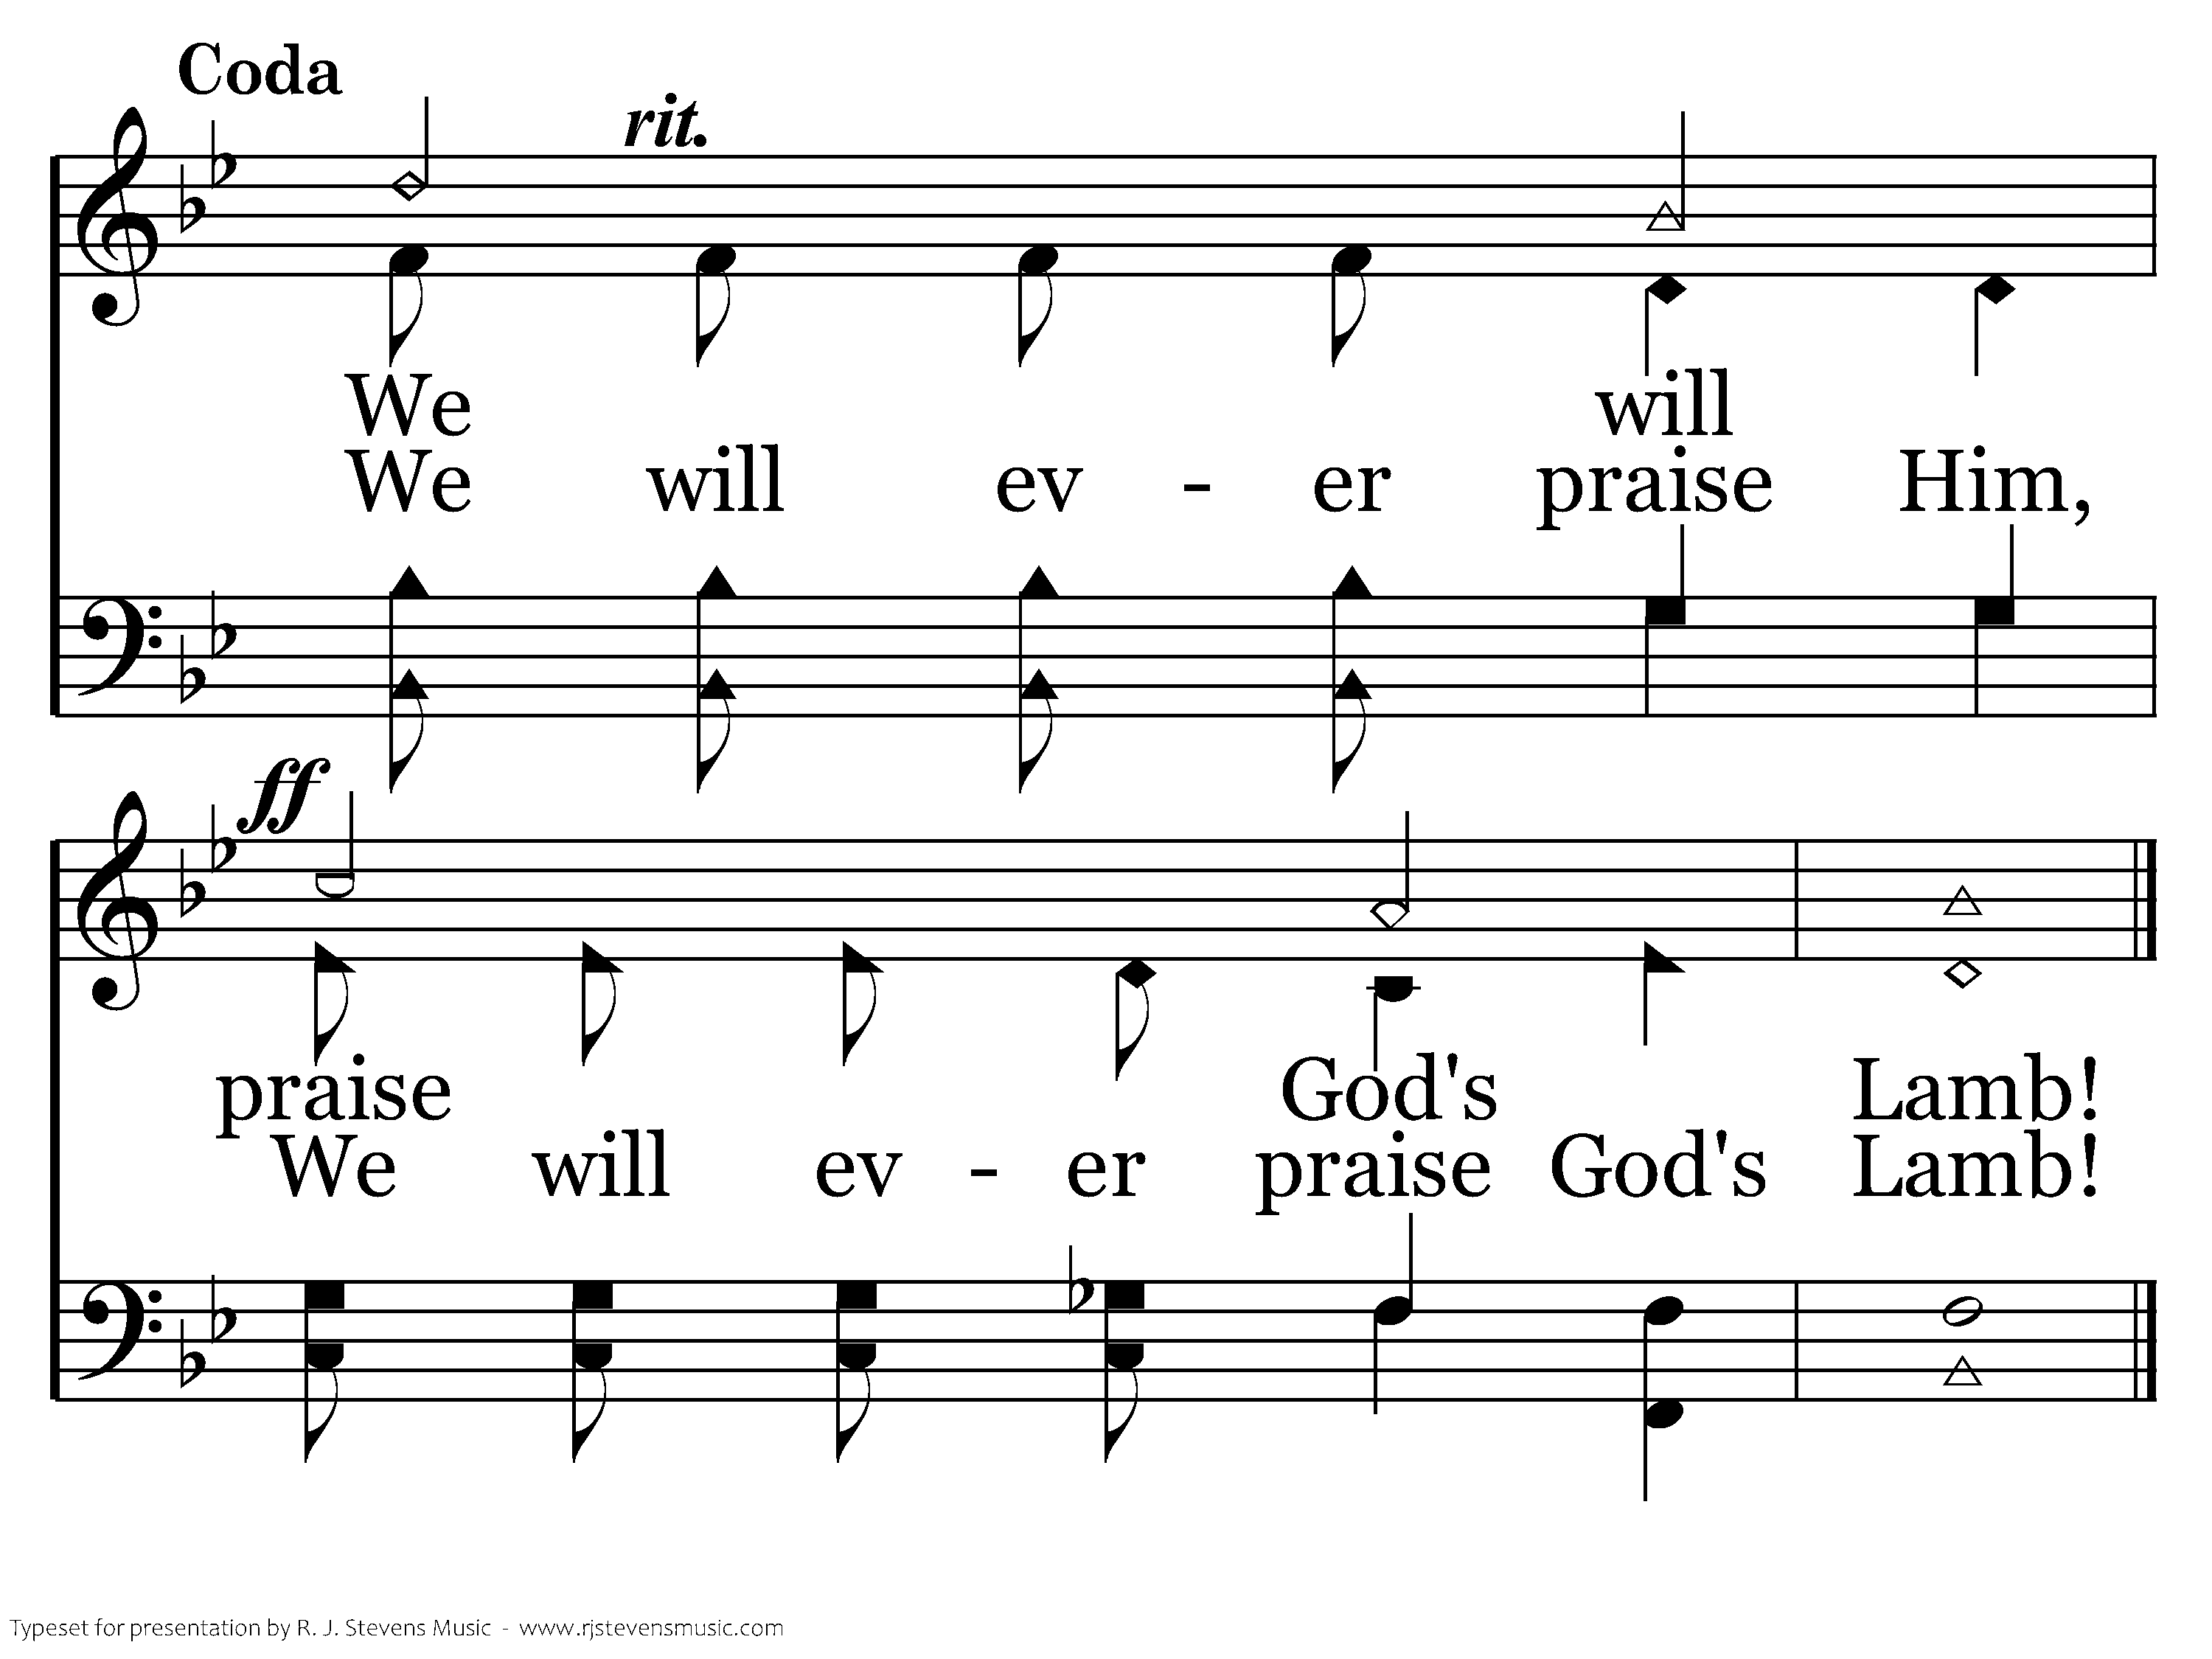 Coda
rit.
We will
We will ev - er praise Him,
ff
praise God's Lamb!
We will ev - er praise God's Lamb!
Typeset for presentation by R. J. Stevens Music - www.rjstevensmusic.com